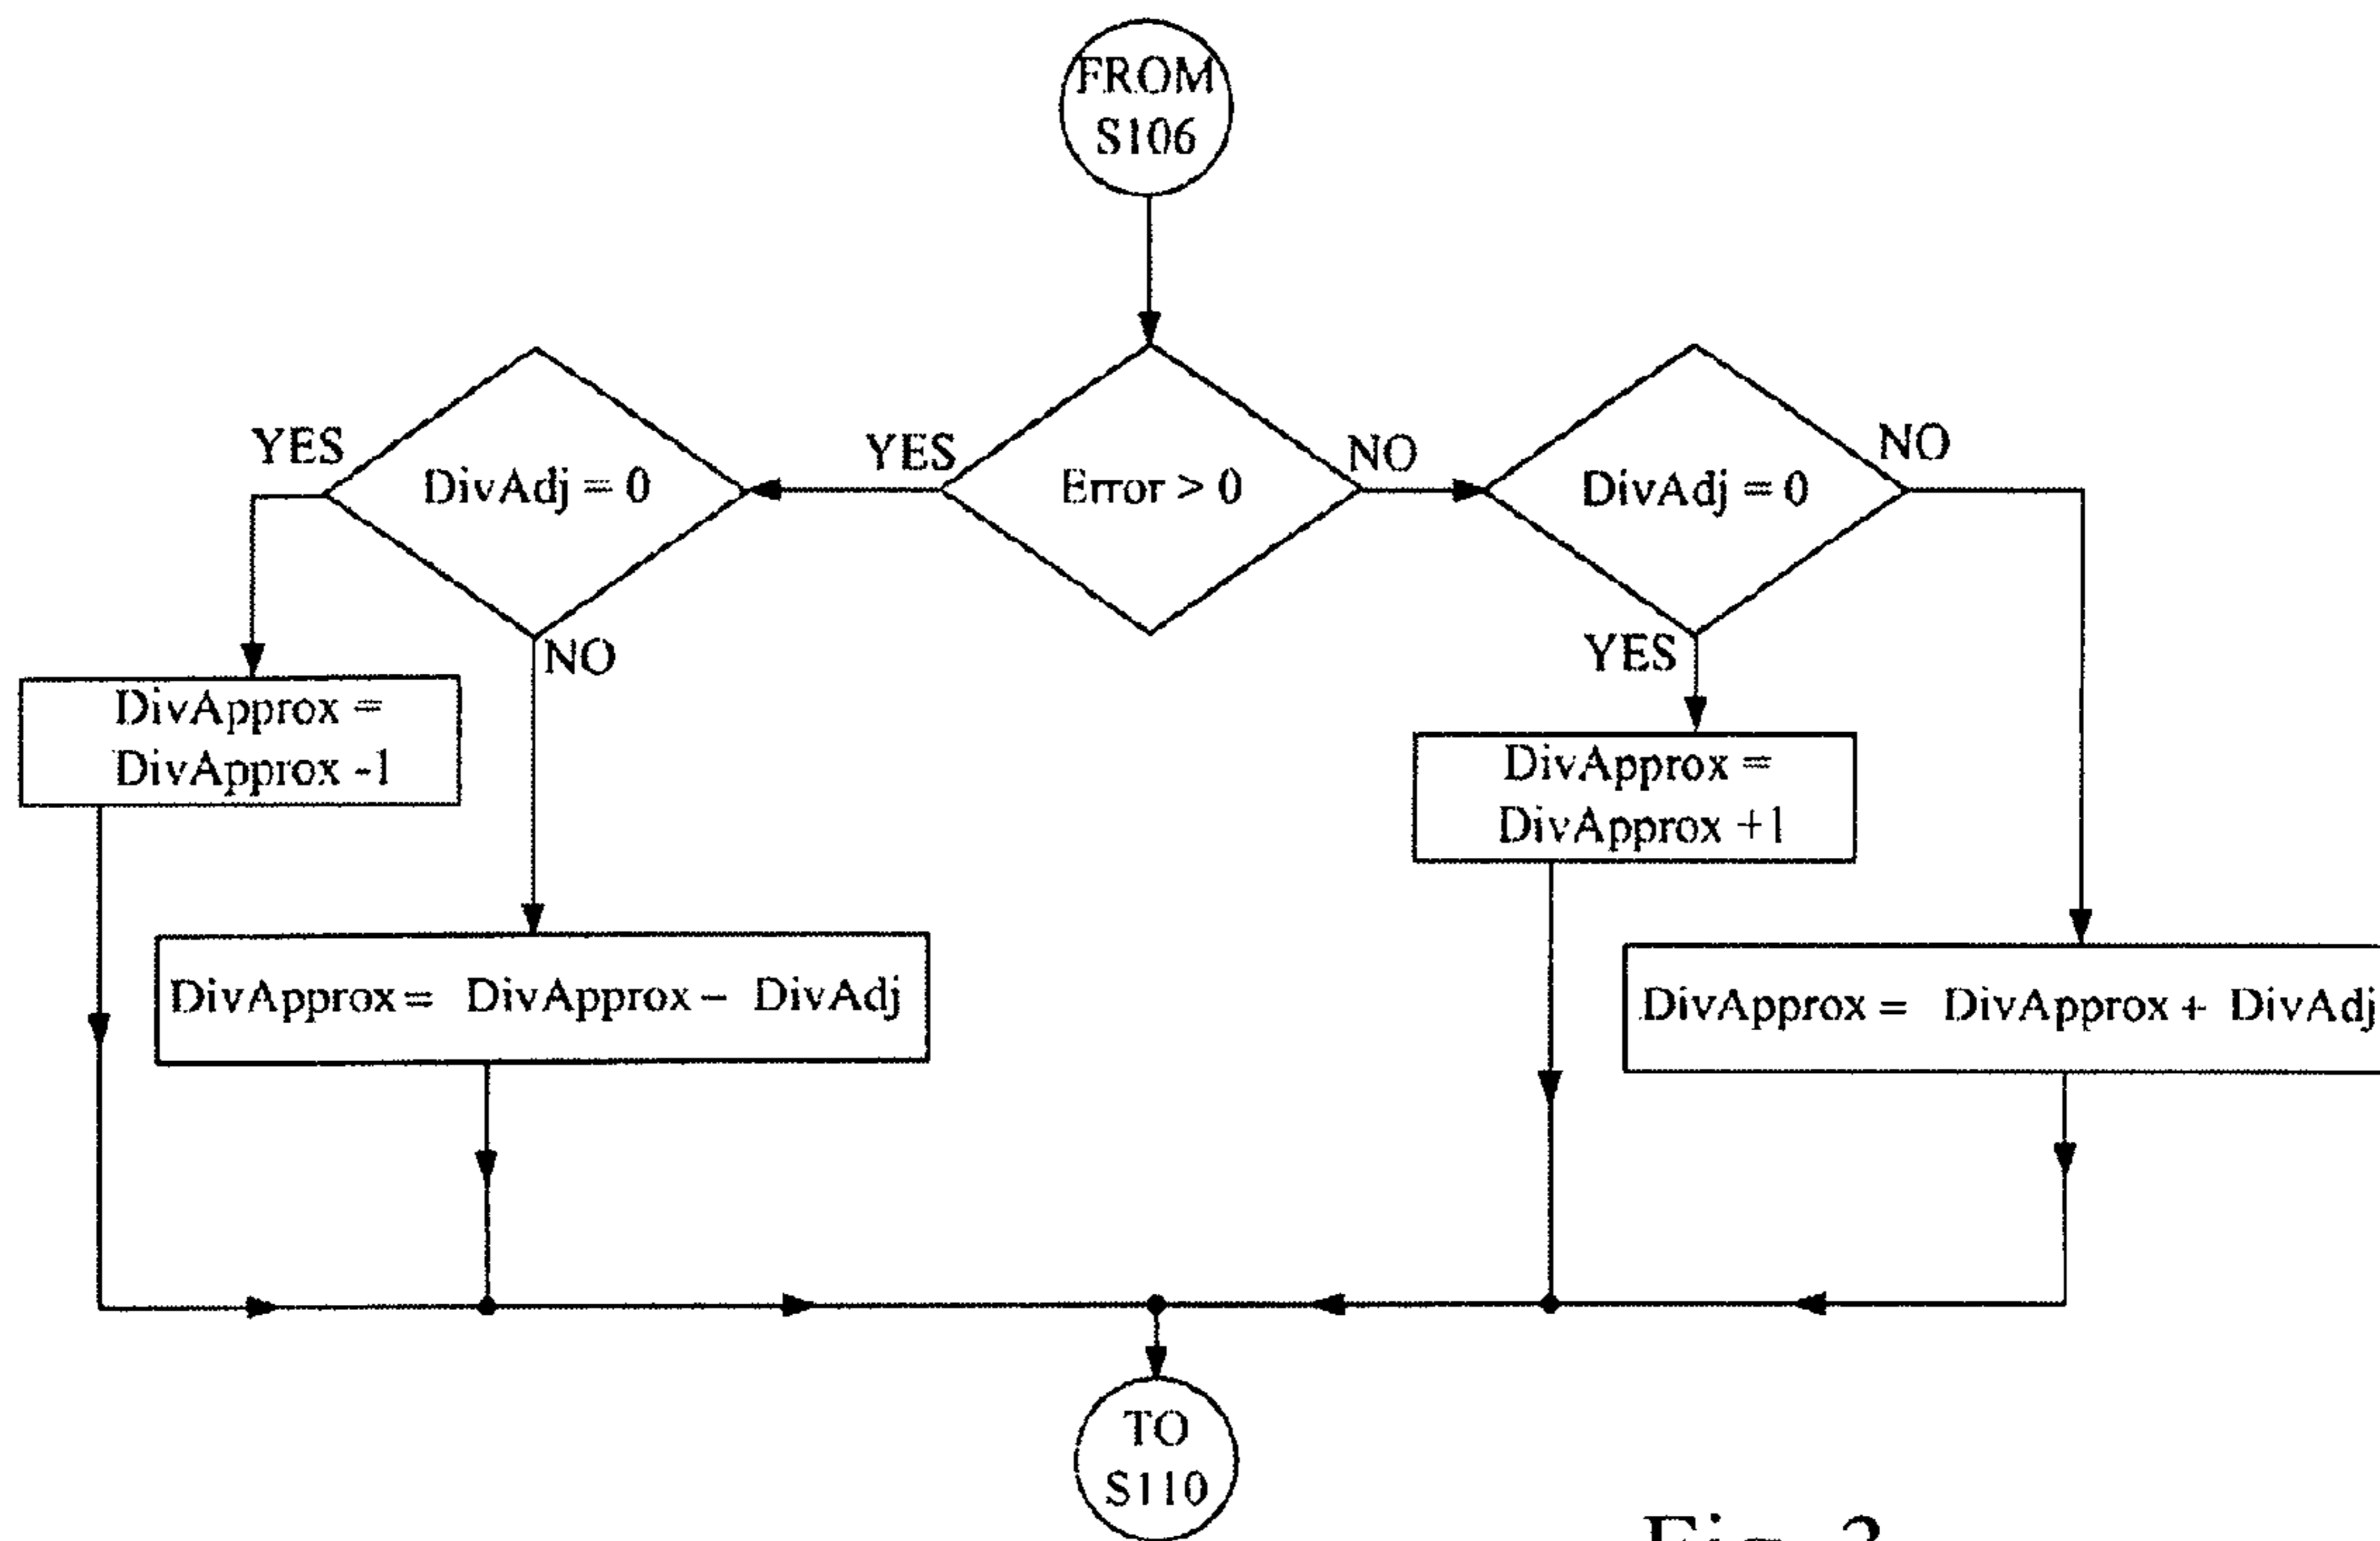 FROM
S106
YES
DivAdj = 0
YES
Error > 0
NO
DivAdj = 0
NO
NO
YES
DivApprox =
DivApprox -1
DivApprox =
DivApprox +1
DivApprox = DivApprox – DivAdj
DivApprox = DivApprox + DivAdj
TO
S110